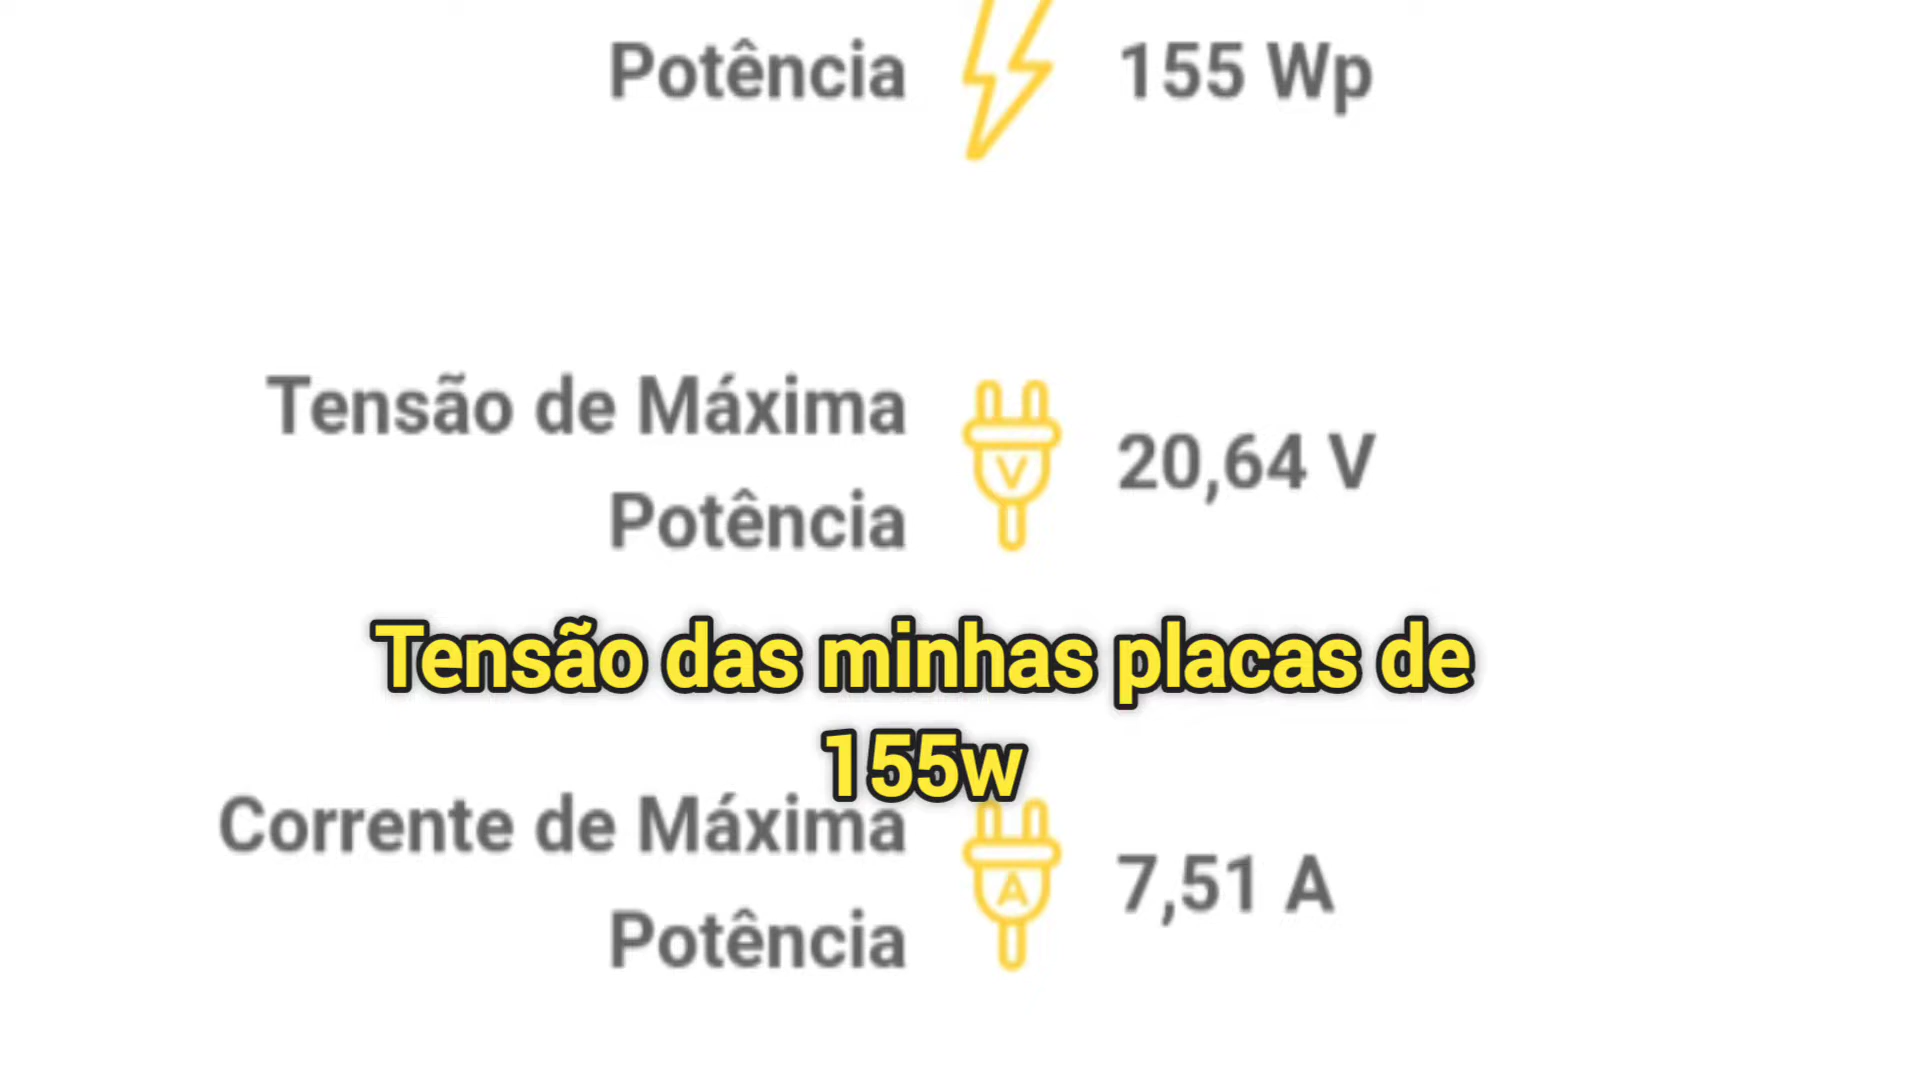 Potência 155 Wp
Tensão de Máxima
Potência
20,64 V
Tensão das minhas placas de
155w
Corrente de Máxima
Potência
7,51 A
V
A